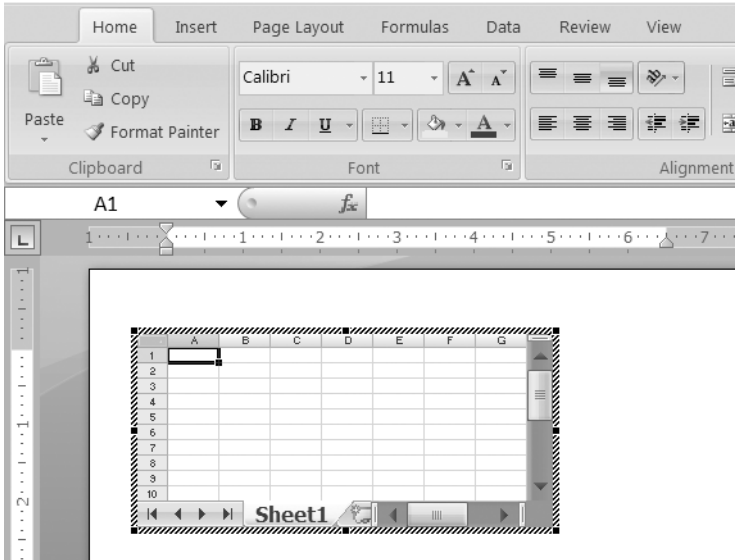 Home Insert Page Layout Formulas Data Review View
Cut
Calibri 11 A A
Copy
Paste
Format Painter
B I U A
Clipboard Font Alignment
A1 fx
L 1 1 2 3 4 5 6 7
A B C D E F G
1
2
3
4
5
6
7
8
9
10
Sheet1
1
2